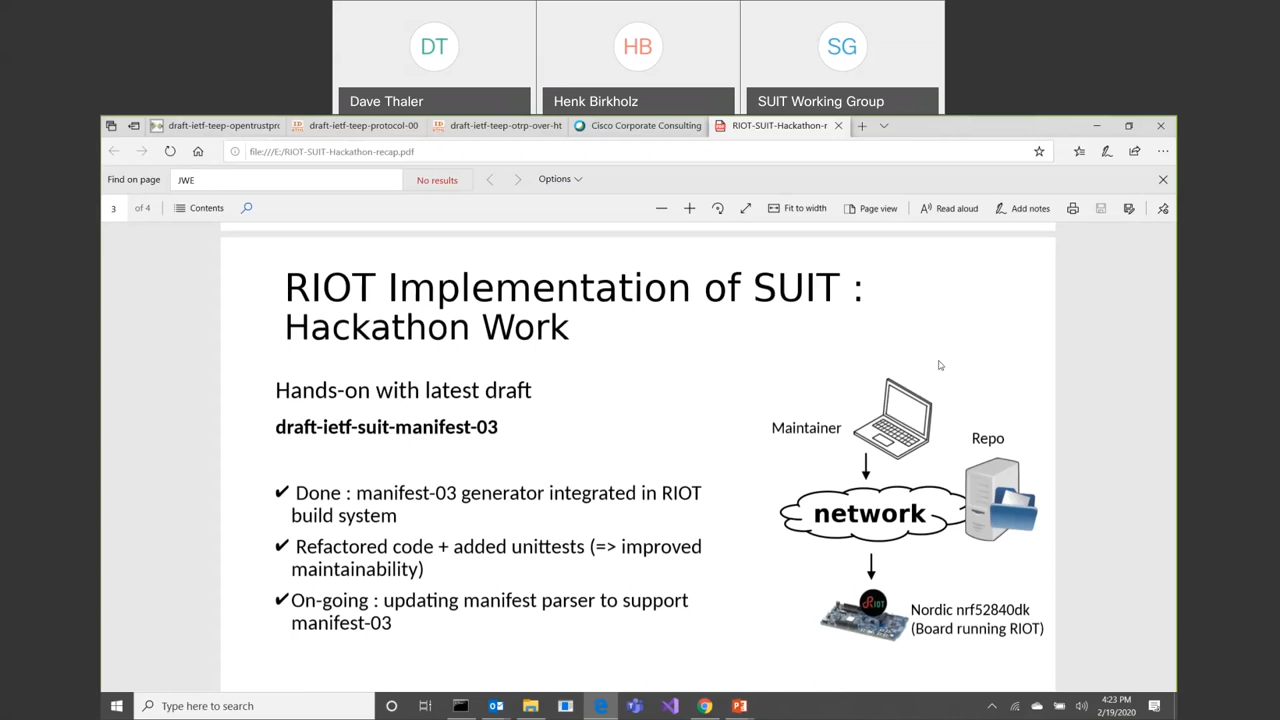 DT
HB
SG
Dave Thaler
Henk Birkholz
SUIT Working Group
draft-ietf-teep-opentrustpro
draft-ietf-teep-protocol-00
draft-ietf-teep-otrp-over-ht
Cisco Corporate Consulting
RIOT-SUIT-Hackathon-r
file:///E:/RIOT-SUIT-Hackathon-recap.pdf
Find on page
JWE
No results
Options
3
of 4
Contents
Fit to width
Page view
Read aloud
Add notes
RIOT Implementation of SUIT :
Hackathon Work
Hands-on with latest draft
draft-ietf-suit-manifest-03
✔ Done : manifest-03 generator integrated in RIOT
build system
✔ Refactored code + added unittests (=> improved
maintainability)
✔On-going : updating manifest parser to support
manifest-03
Maintainer
Repo
network
RIOT
Nordic nrf52840dk
(Board running RIOT)
Type here to search
4:23 PM
2/19/2020